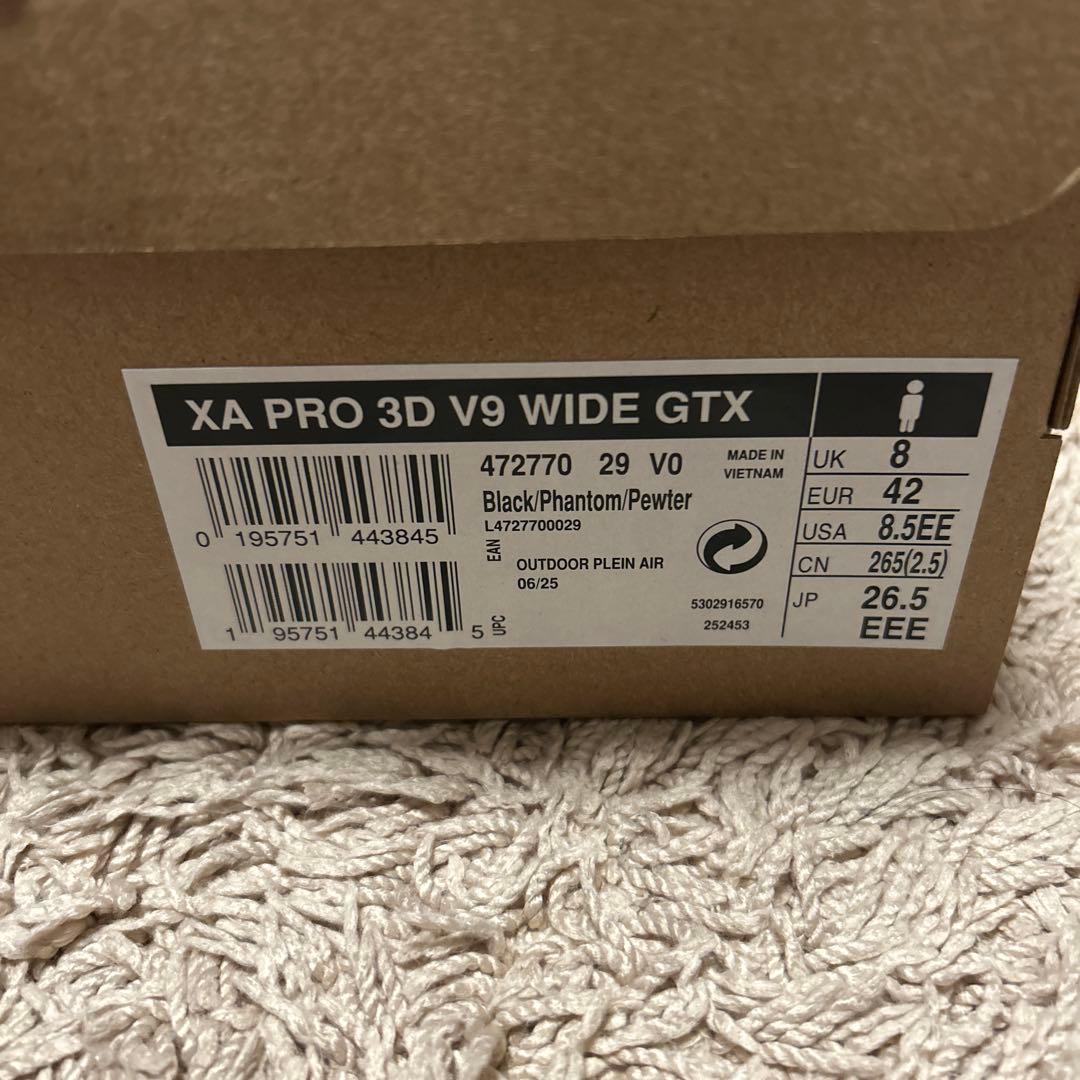 XA PRO 3D V9 WIDE GTX
472770 29 V0
MADE IN
VIETNAM
Black/Phantom/Pewter
L4727700029
0 195751 443845
EAN
OUTDOOR PLEIN AIR
06/25
1 95751 44384 5
UPC
5302916570
252453
UK 8
EUR 42
USA 8.5EE
CN 265(2.5)
JP 26.5
EEE